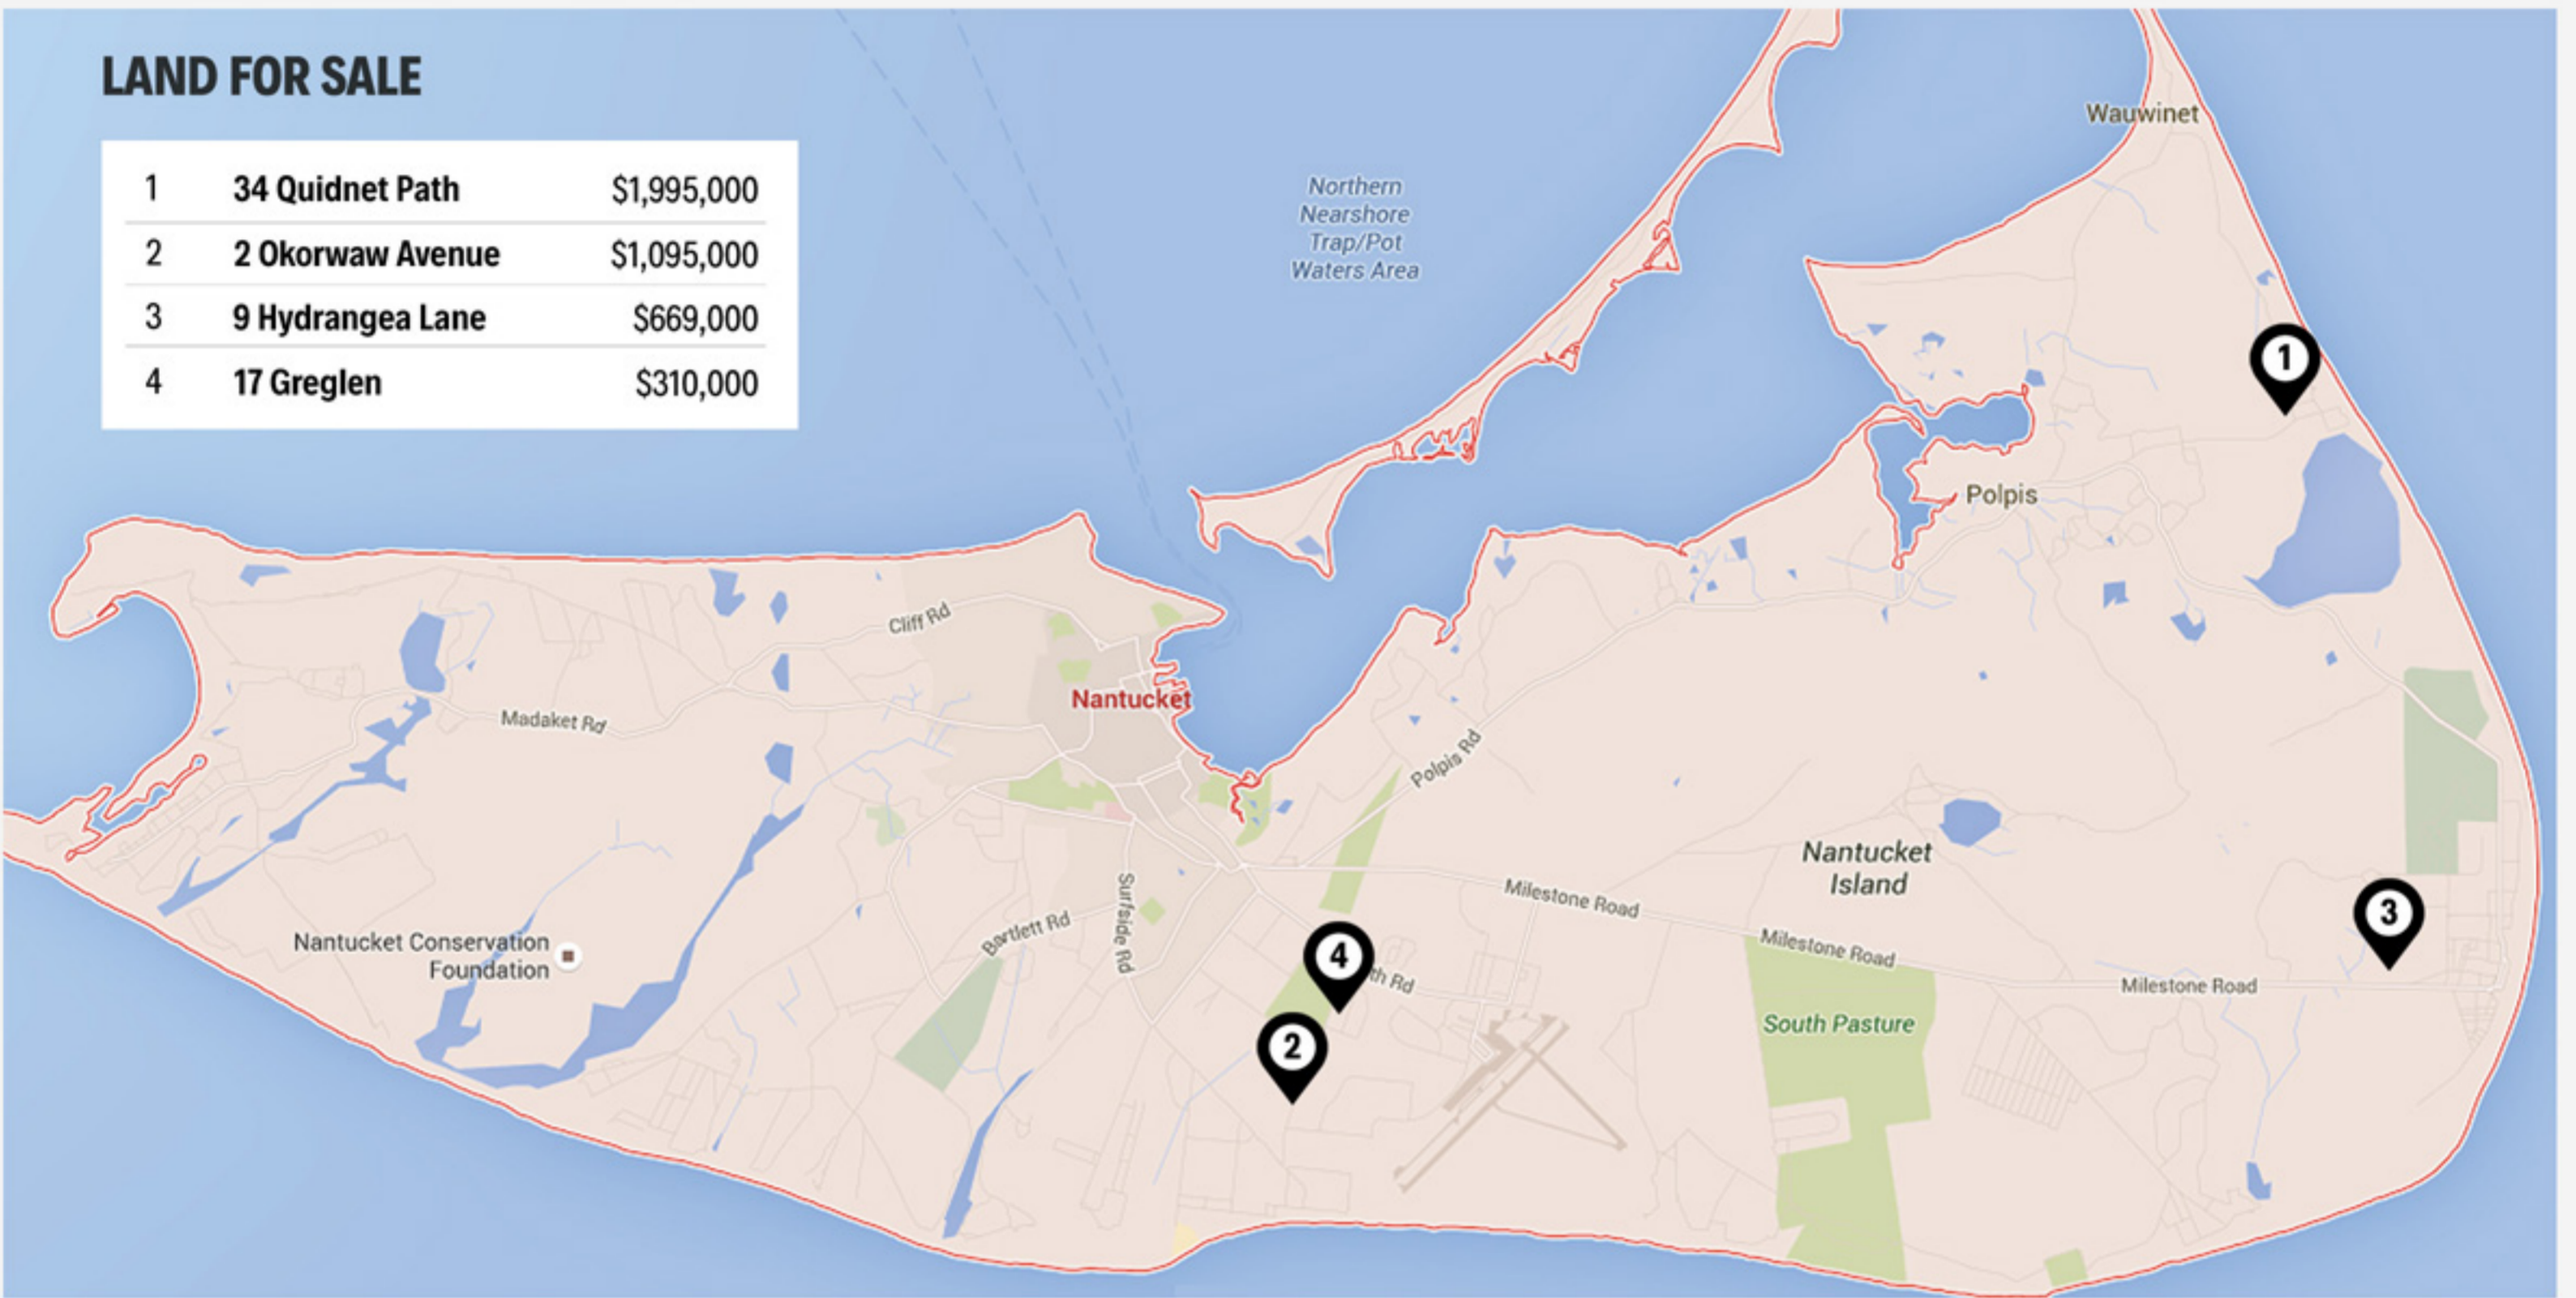 LAND FOR SALE
1 34 Quidnet Path $1,995,000
2 2 Okorwaw Avenue $1,095,000
3 9 Hydrangea Lane $669,000
4 17 Greglen $310,000
Wauwinet
Northern
Nearshore
Trap/Pot
Waters Area
1
Polpis
Cliff Rd
Nantucket
Madaket Rd
Polpis Rd
Nantucket
Island
Milestone Road
Surfside Rd
Bartlett Rd
3
Nantucket Conservation
Foundation
4
th Rd
Milestone Road
Milestone Road
South Pasture
2